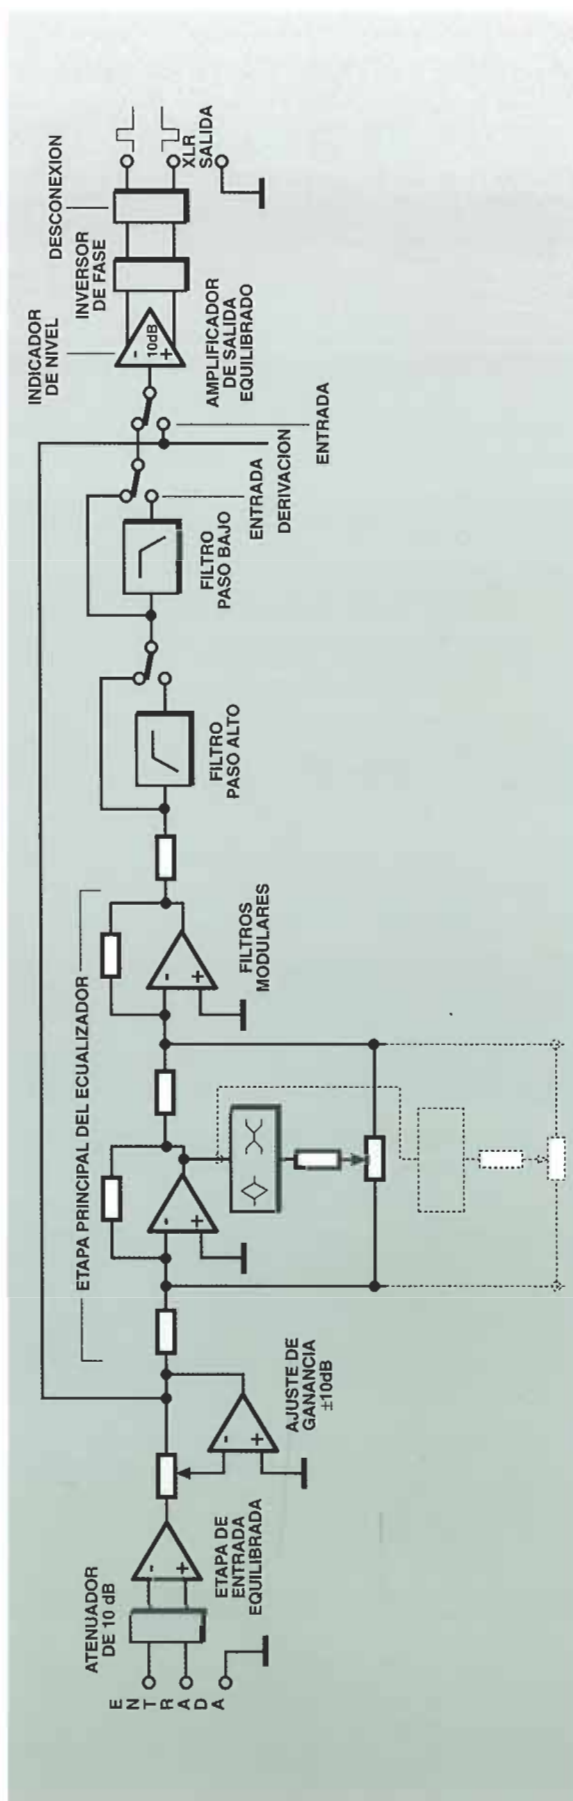 E
N
T
R
A
D
A
ATENUADOR
DE 10 dB
-
+
ETAPA DE
ENTRADA
EQUILIBRADA
-
+
AJUSTE DE
GANANCIA
±10dB
ETAPA PRINCIPAL DEL ECUALIZADOR
-
+
-
+
FILTROS
MODULARES
FILTRO
PASO ALTO
FILTRO
PASO BAJO
ENTRADA
DERIVACION
ENTRADA
INDICADOR
DE NIVEL
-
10dB
+
AMPLIFICADOR
DE SALIDA
EQUILIBRADO
INVERSOR
DE FASE
DESCONEXION
XLR
SALIDA